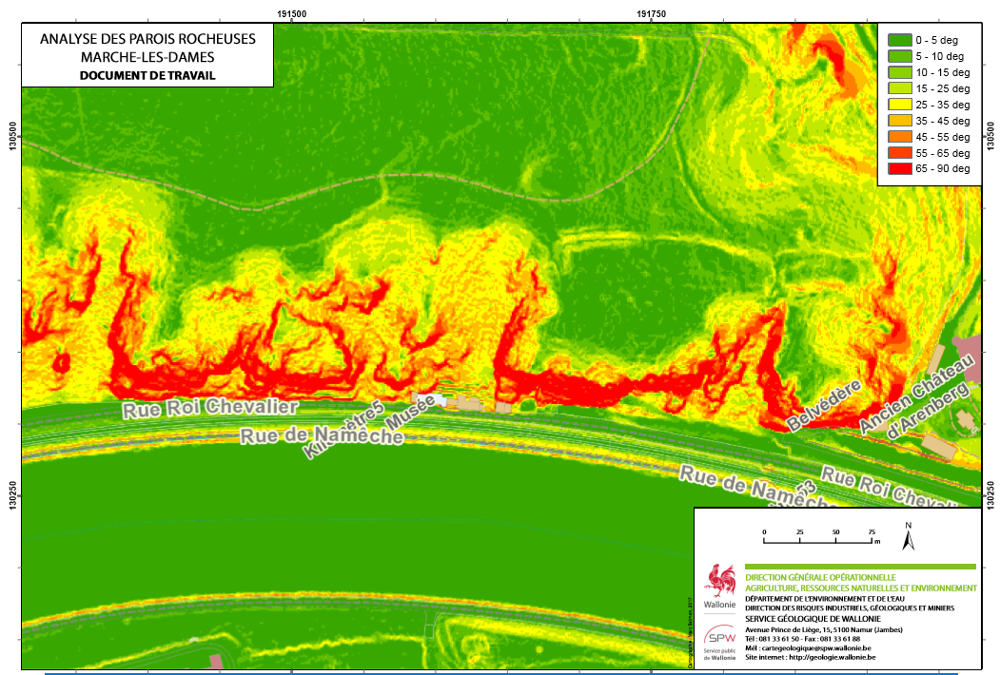 191500
191750
ANALYSE DES PAROIS ROCHEUSES
MARCHE-LES-DAMES
DOCUMENT DE TRAVAIL
0 - 5 deg
5 - 10 deg
10 - 15 deg
15 - 25 deg
25 - 35 deg
35 - 45 deg
45 - 55 deg
55 - 65 deg
65 - 90 deg
130500
130500
Rue Roi Chevalier
Musée
Rue de Namêche
Belvédère
Ancien Château
d'Arenberg
Rue de Namêche
53
Rue Roi Chevali
130250
130250
0 25 50 75
m
N
Wallonie
SPW
Service public
de Wallonie
DIRECTION GÉNÉRALE OPÉRATIONNELLE
AGRICULTURE, RESSOURCES NATURELLES ET ENVIRONNEMENT
DÉPARTEMENT DE L'ENVIRONNEMENT ET DE L'EAU
DIRECTION DES RISQUES INDUSTRIELS, GÉOLOGIQUES ET MINIERS
SERVICE GÉOLOGIQUE DE WALLONIE
Avenue Prince de Liège, 15, 5100 Namur (Jambes)
Tél : 081 33 61 50 - Fax : 081 33 61 88
Mél : cartegeologique@spw.wallonie.be
Site internet : http://geologie.wallonie.be